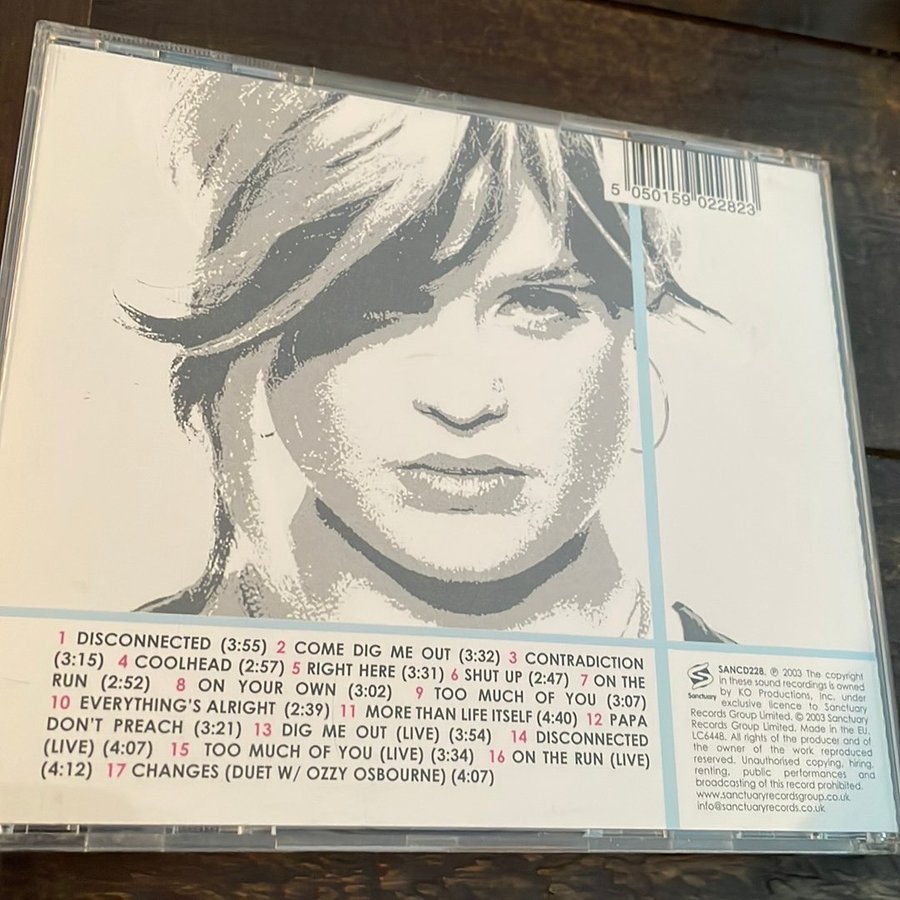 5 050159 022823
1 DISCONNECTED (3:55) 2 COME DIG ME OUT (3:32) 3 CONTRADICTION
(3:15) 4 COOLHEAD (2:57) 5 RIGHT HERE (3:31) 6 SHUT UP (2:47) 7 ON THE
RUN (2:52) 8 ON YOUR OWN (3:02) 9 TOO MUCH OF YOU (3:07)
10 EVERYTHING'S ALRIGHT (2:39) 11 MORE THAN LIFE ITSELF (4:40) 12 PAPA
DON'T PREACH (3:21) 13 DIG ME OUT (LIVE) (3:54) 14 DISCONNECTED
(LIVE) (4:07) 15 TOO MUCH OF YOU (LIVE) (3:34) 16 ON THE RUN (LIVE)
(4:12) 17 CHANGES (DUET W/ OZZY OSBOURNE) (4:07)
Sanctuary
SANCD228. ℗ 2003 The copyright
in these sound recordings is owned
by KO Productions, Inc. under
exclusive licence to Sanctuary
Records Group Limited. © 2003 Sanctuary
Records Group Limited. Made in the EU.
LC6448. All rights of the producer and of
the owner of the work reproduced
reserved. Unauthorised copying, hiring,
renting, public performances and
broadcasting of this record prohibited.
www.sanctuaryrecordsgroup.co.uk
info@sanctuaryrecords.co.uk